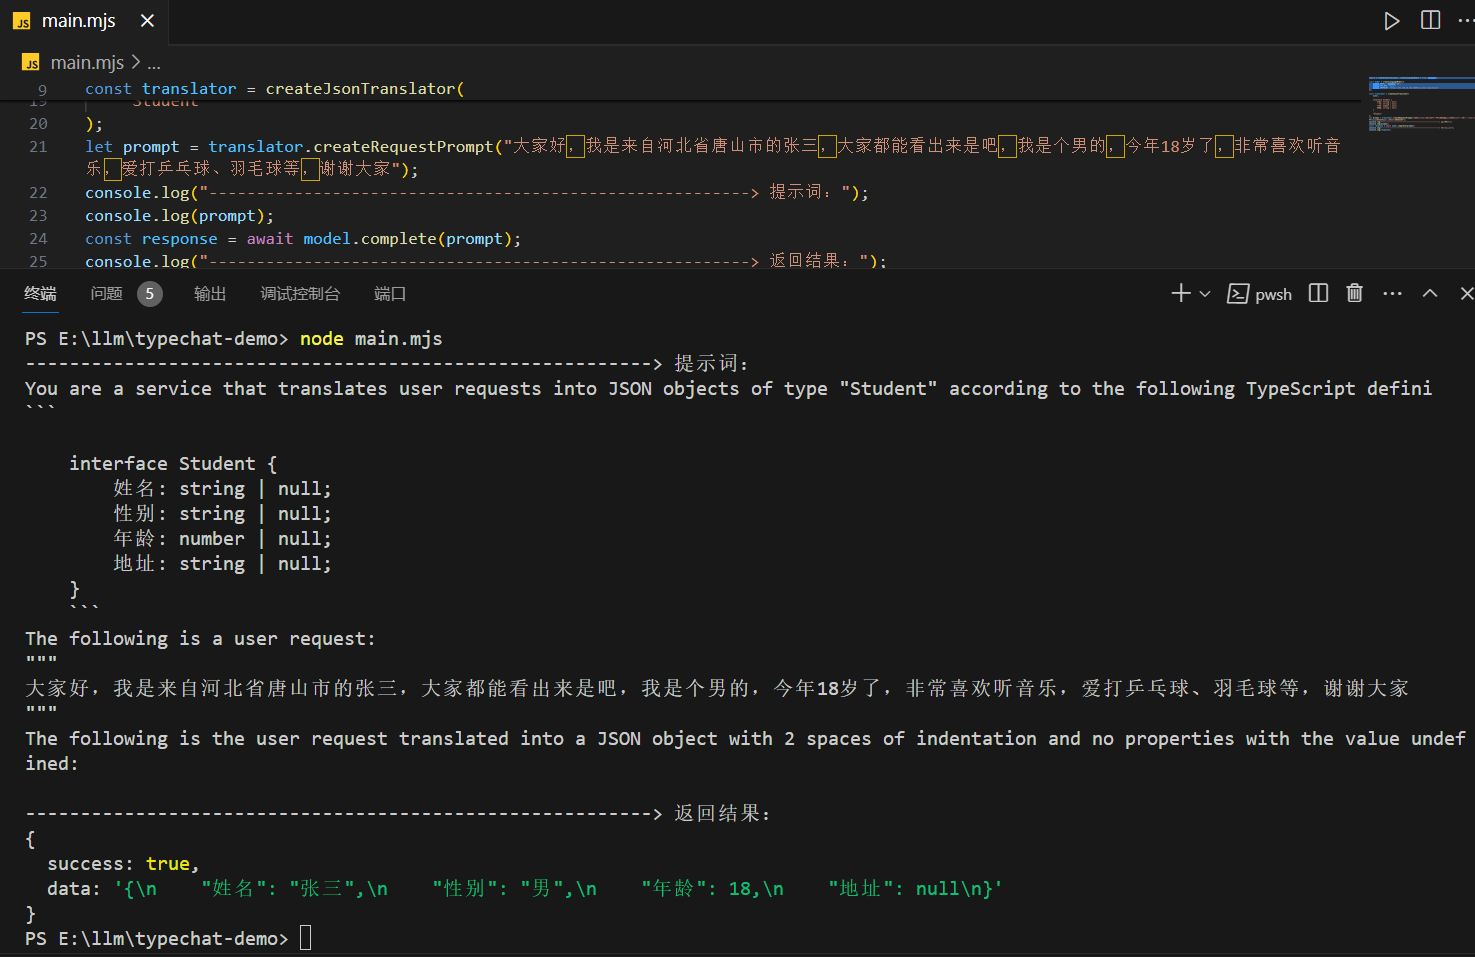 JS main.mjs
JS main.mjs > ...
9 const translator = createJsonTranslator(
19 Student
20 );
21 let prompt = translator.createRequestPrompt("大家好，我是来自河北省唐山市的张三，大家都能看出来是吧，我是个男的，今年18岁了，非常喜欢听音
乐，爱打乒乓球、羽毛球等，谢谢大家");
22 console.log("---------------------------------------------------------> 提示词：");
23 console.log(prompt);
24 const response = await model.complete(prompt);
25 console.log("---------------------------------------------------------> 返回结果：");
终端 问题 5 输出 调试控制台 端口 pwsh
PS E:\llm\typechat-demo> node main.mjs
---------------------------------------------------------> 提示词：
You are a service that translates user requests into JSON objects of type "Student" according to the following TypeScript defini
```
interface Student {
姓名: string | null;
性别: string | null;
年龄: number | null;
地址: string | null;
}
```
The following is a user request:
"""
大家好，我是来自河北省唐山市的张三，大家都能看出来是吧，我是个男的，今年18岁了，非常喜欢听音乐，爱打乒乓球、羽毛球等，谢谢大家
"""
The following is the user request translated into a JSON object with 2 spaces of indentation and no properties with the value undef
ined:
---------------------------------------------------------> 返回结果：
{
success: true,
data: '{\n    "姓名": "张三",\n    "性别": "男",\n    "年龄": 18,\n    "地址": null\n}'
}
PS E:\llm\typechat-demo>